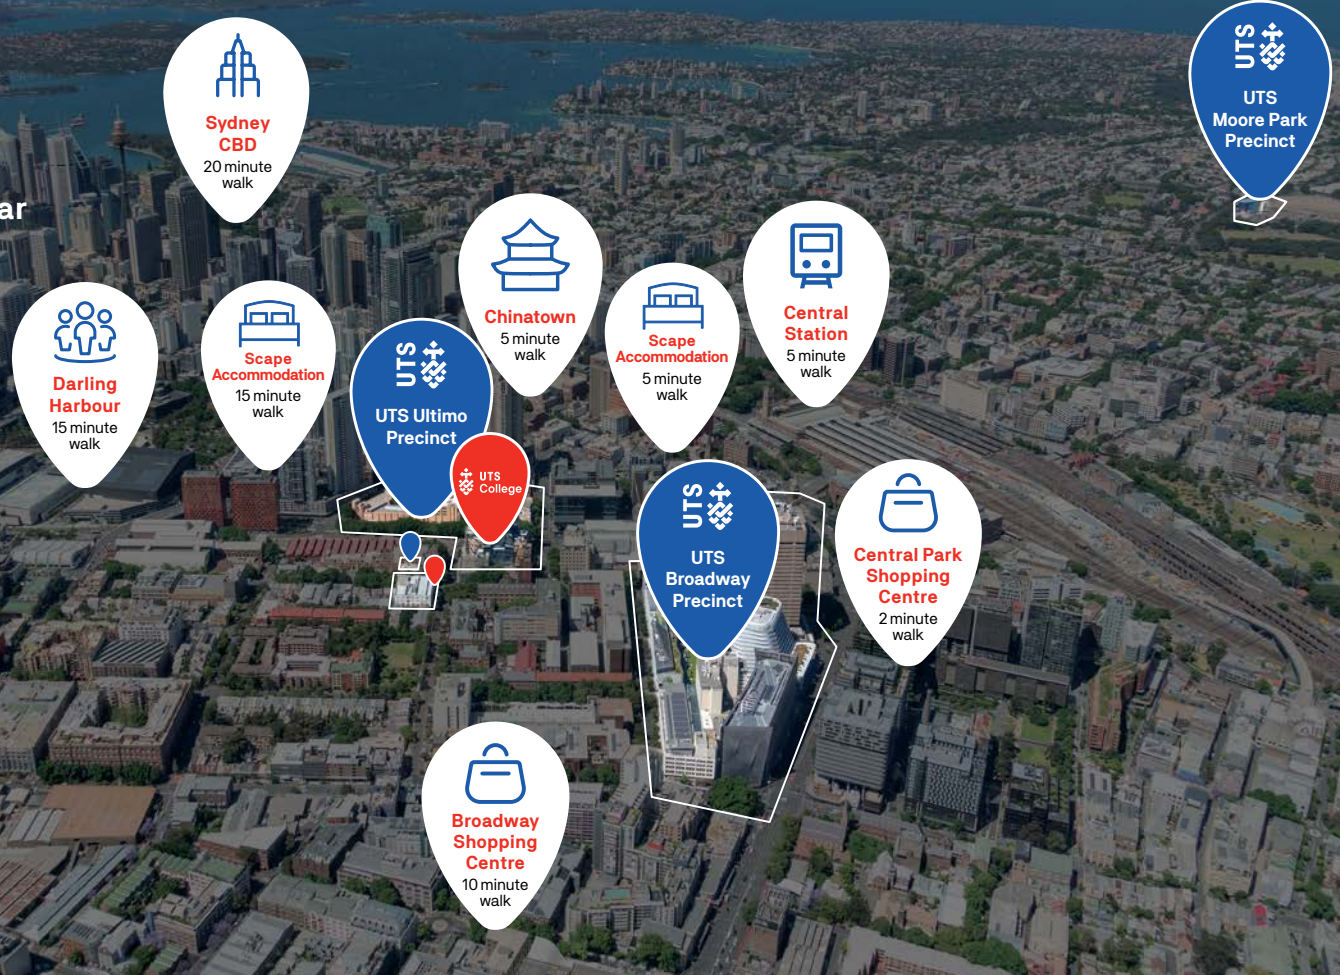 UTS
UTS
Moore Park
Precinct
Sydney
CBD
20 minute
walk
ar
Chinatown
5 minute
walk
Central
Station
5 minute
walk
Scape
Accommodation
5 minute
walk
Darling
Harbour
15 minute
walk
Scape
Accommodation
15 minute
walk
UTS
UTS Ultimo
Precinct
UTS
College
UTS
UTS
Broadway
Precinct
Central Park
Shopping
Centre
2 minute
walk
Broadway
Shopping
Centre
10 minute
walk